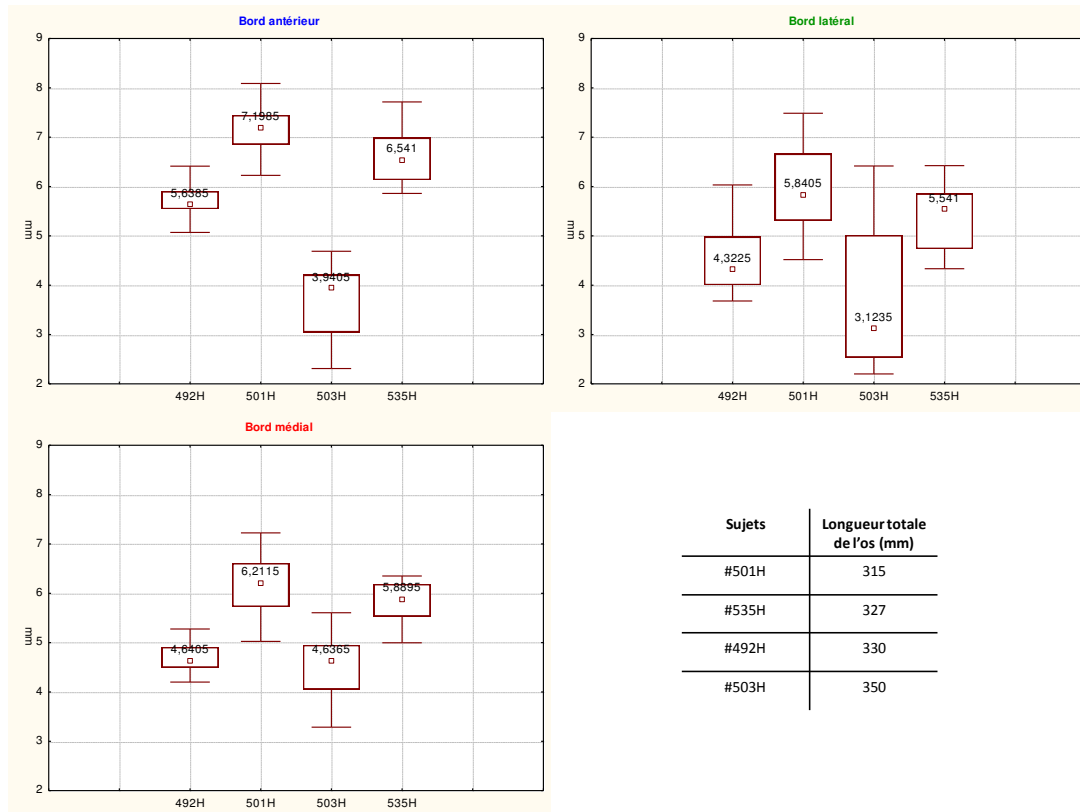 Bord antérieur
9
8
7
6
5
4
3
2
mm
5,6385
7,1985
3,9405
6,541
492H 501H 503H 535H
Bord latéral
9
8
7
6
5
4
3
2
mm
4,3225
5,8405
3,1235
5,541
492H 501H 503H 535H
Bord médial
9
8
7
6
5
4
3
2
mm
4,6405
6,2115
4,6365
5,8895
492H 501H 503H 535H
Sujets Longueur totale
de l'os (mm)
#501H 315
#535H 327
#492H 330
#503H 350